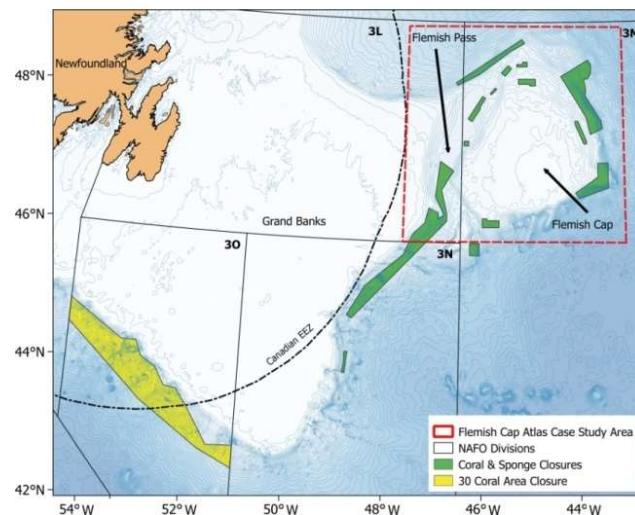 3L
3N
Flemish Pass
48°N
Newfoundland
46°N
Grand Banks
Flemish Cap
3O
3N
44°N
Canadian EEZ
Flemish Cap Atlas Case Study Area
NAFO Divisions
Coral & Sponge Closures
30 Coral Area Closure
42°N
54°W
52°W
50°W
48°W
46°W
44°W